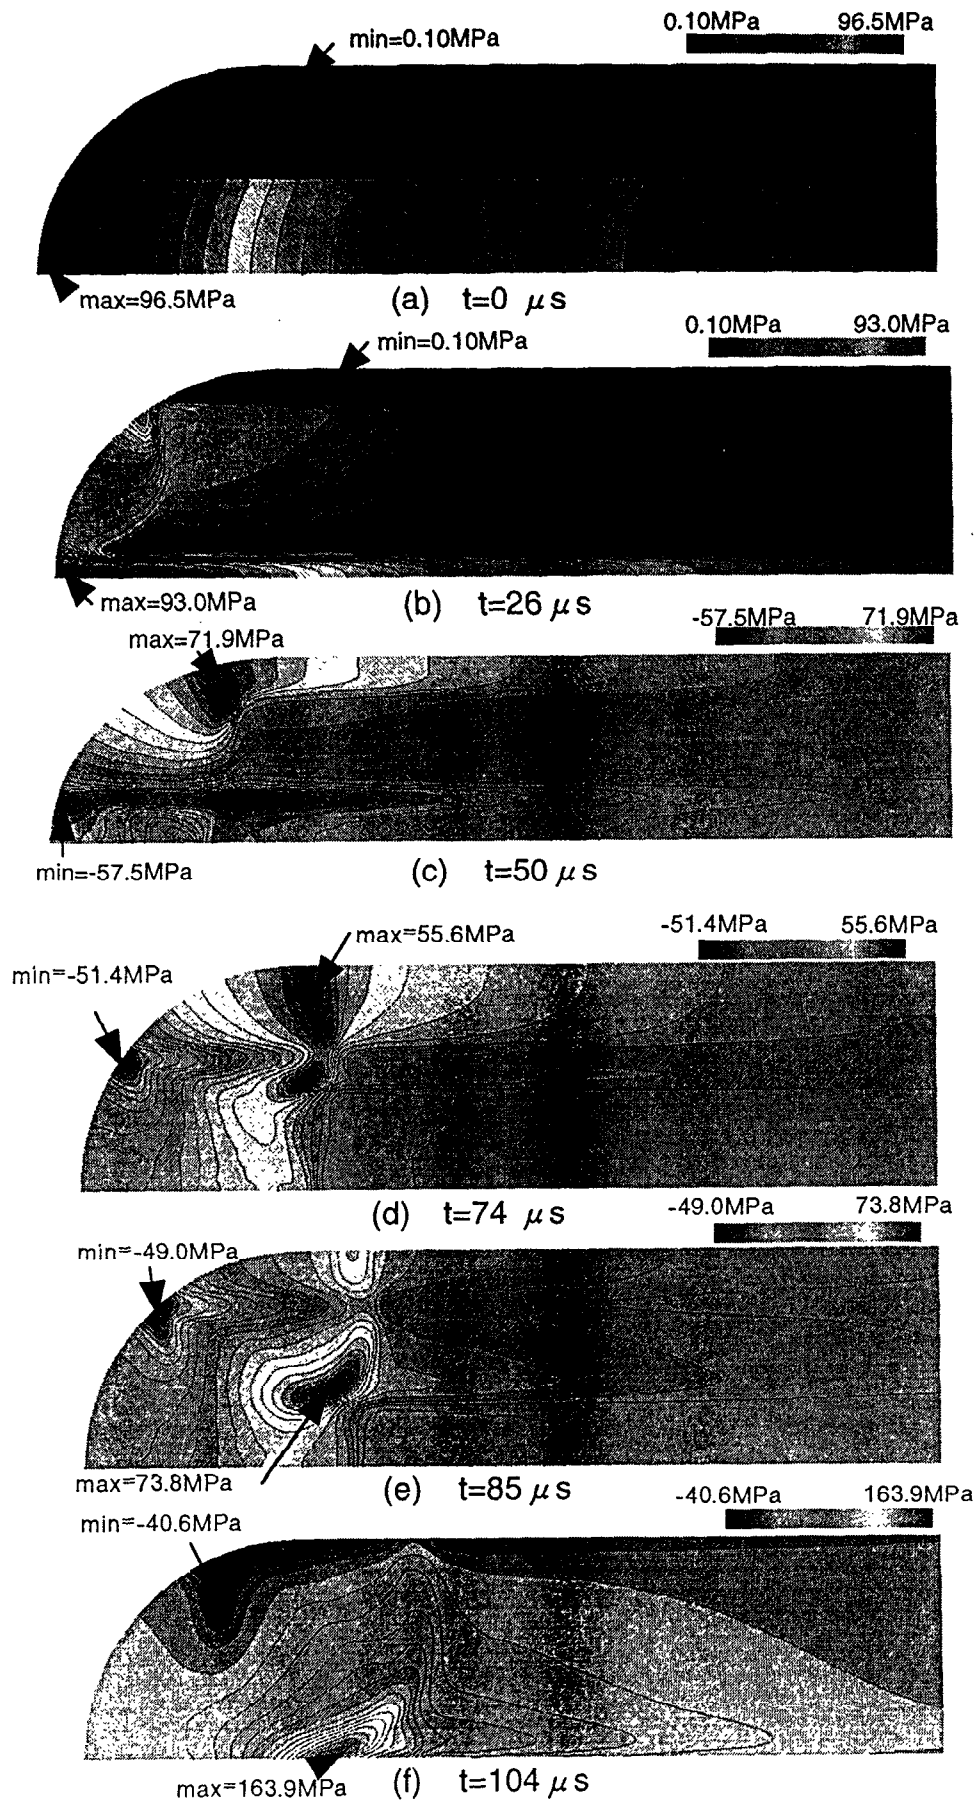 0.10MPa 96.5MPa
min=0.10MPa
max=96.5MPa
(a) t=0 μs
0.10MPa 93.0MPa
min=0.10MPa
max=93.0MPa
(b) t=26 μs
-57.5MPa 71.9MPa
max=71.9MPa
min=-57.5MPa
(c) t=50 μs
-51.4MPa 55.6MPa
max=55.6MPa
min=-51.4MPa
(d) t=74 μs
-49.0MPa 73.8MPa
min=-49.0MPa
max=73.8MPa
(e) t=85 μs
-40.6MPa 163.9MPa
min=-40.6MPa
max=163.9MPa
(f) t=104 μs